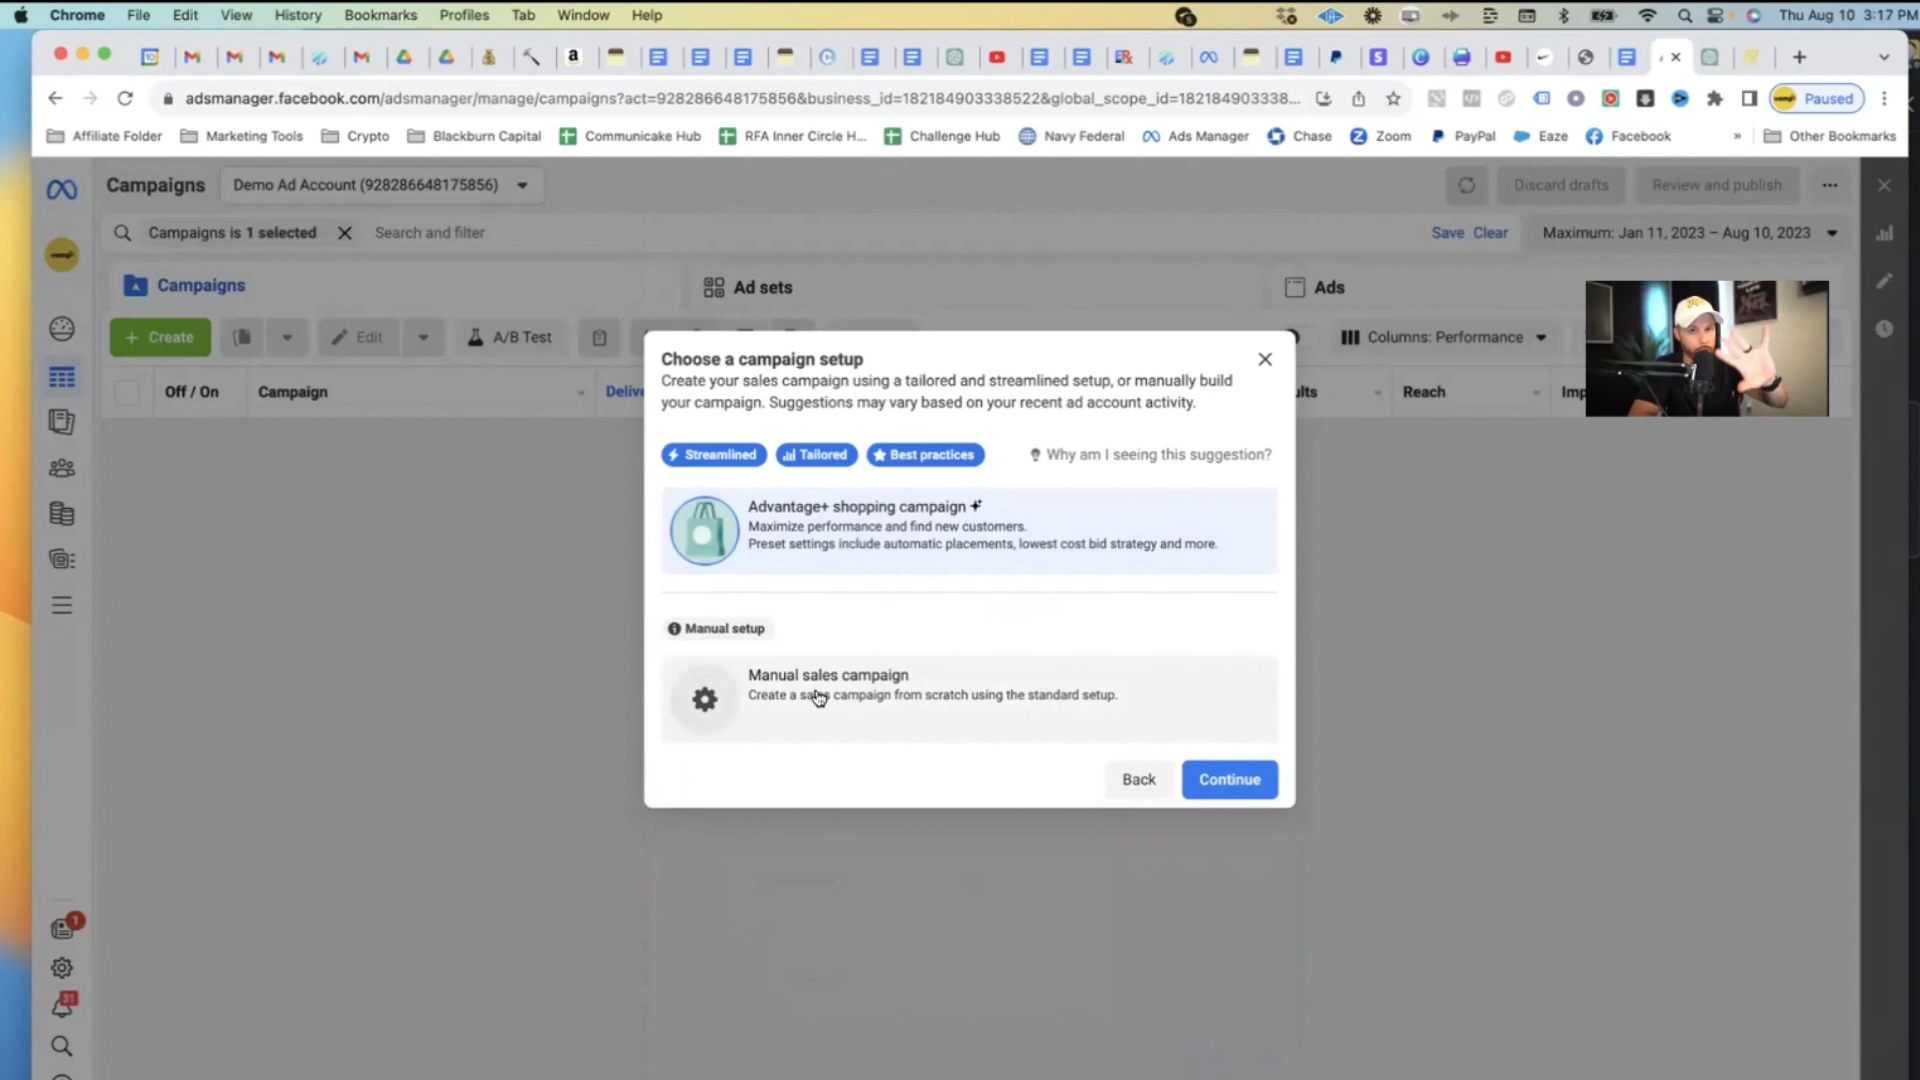 Chrome File Edit View History Bookmarks Profiles Tab Window Help Thu Aug 10 3:17 PM
adsmanager.facebook.com/adsmanager/manage/campaigns?act=928286648175856&business_id=182184903338522&global_scope_id=182184903338... Paused
Affiliate Folder Marketing Tools Crypto Blackburn Capital Communicake Hub RFA Inner Circle H... Challenge Hub Navy Federal Ads Manager Chase Zoom PayPal Eaze Facebook » Other Bookmarks
Campaigns Demo Ad Account (928286648175856) Discard drafts Review and publish
Campaigns is 1 selected Search and filter Save Clear Maximum: Jan 11, 2023 – Aug 10, 2023
Campaigns Ad sets Ads
+ Create Edit A/B Test Columns: Performance
Off / On Campaign Delive ults Reach Imp
Choose a campaign setup
Create your sales campaign using a tailored and streamlined setup, or manually build
your campaign. Suggestions may vary based on your recent ad account activity.
Streamlined Tailored Best practices Why am I seeing this suggestion?
Advantage+ shopping campaign
Maximize performance and find new customers.
Preset settings include automatic placements, lowest cost bid strategy and more.
Manual setup
Manual sales campaign
Create a sales campaign from scratch using the standard setup.
Back Continue
1
31